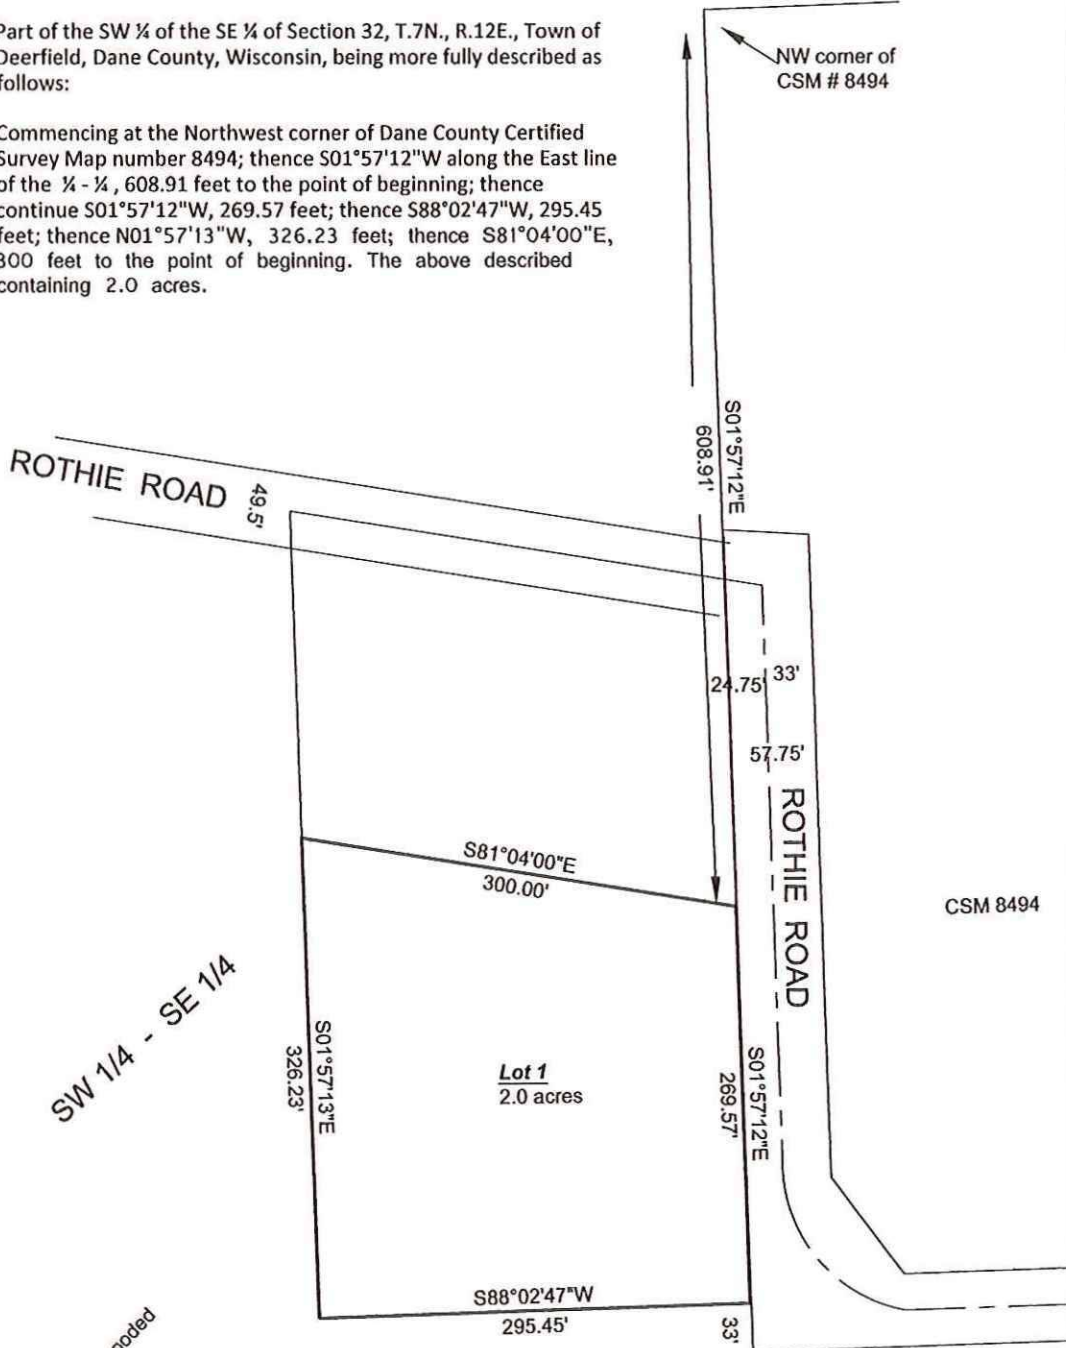 Part of the SW ¼ of the SE ¼ of Section 32, T.7N., R.12E., Town of
Deerfield, Dane County, Wisconsin, being more fully described as
follows:
Commencing at the Northwest corner of Dane County Certified
Survey Map number 8494; thence S01°57'12"W along the East line
of the ¼ - ¼ , 608.91 feet to the point of beginning; thence
continue S01°57'12"W, 269.57 feet; thence S88°02'47"W, 295.45
feet; thence N01°57'13"W, 326.23 feet; thence S81°04'00"E,
300 feet to the point of beginning. The above described
containing 2.0 acres.
NW corner of
CSM # 8494
S01°57'12"E
608.91'
ROTHIE ROAD
49.5'
24.75'
33'
57.75'
ROTHIE ROAD
S81°04'00"E
300.00'
CSM 8494
SW 1/4 - SE 1/4
S01°57'13"E
326.23'
Lot 1
2.0 acres
S01°57'12"E
269.57'
S88°02'47"W
295.45'
33'